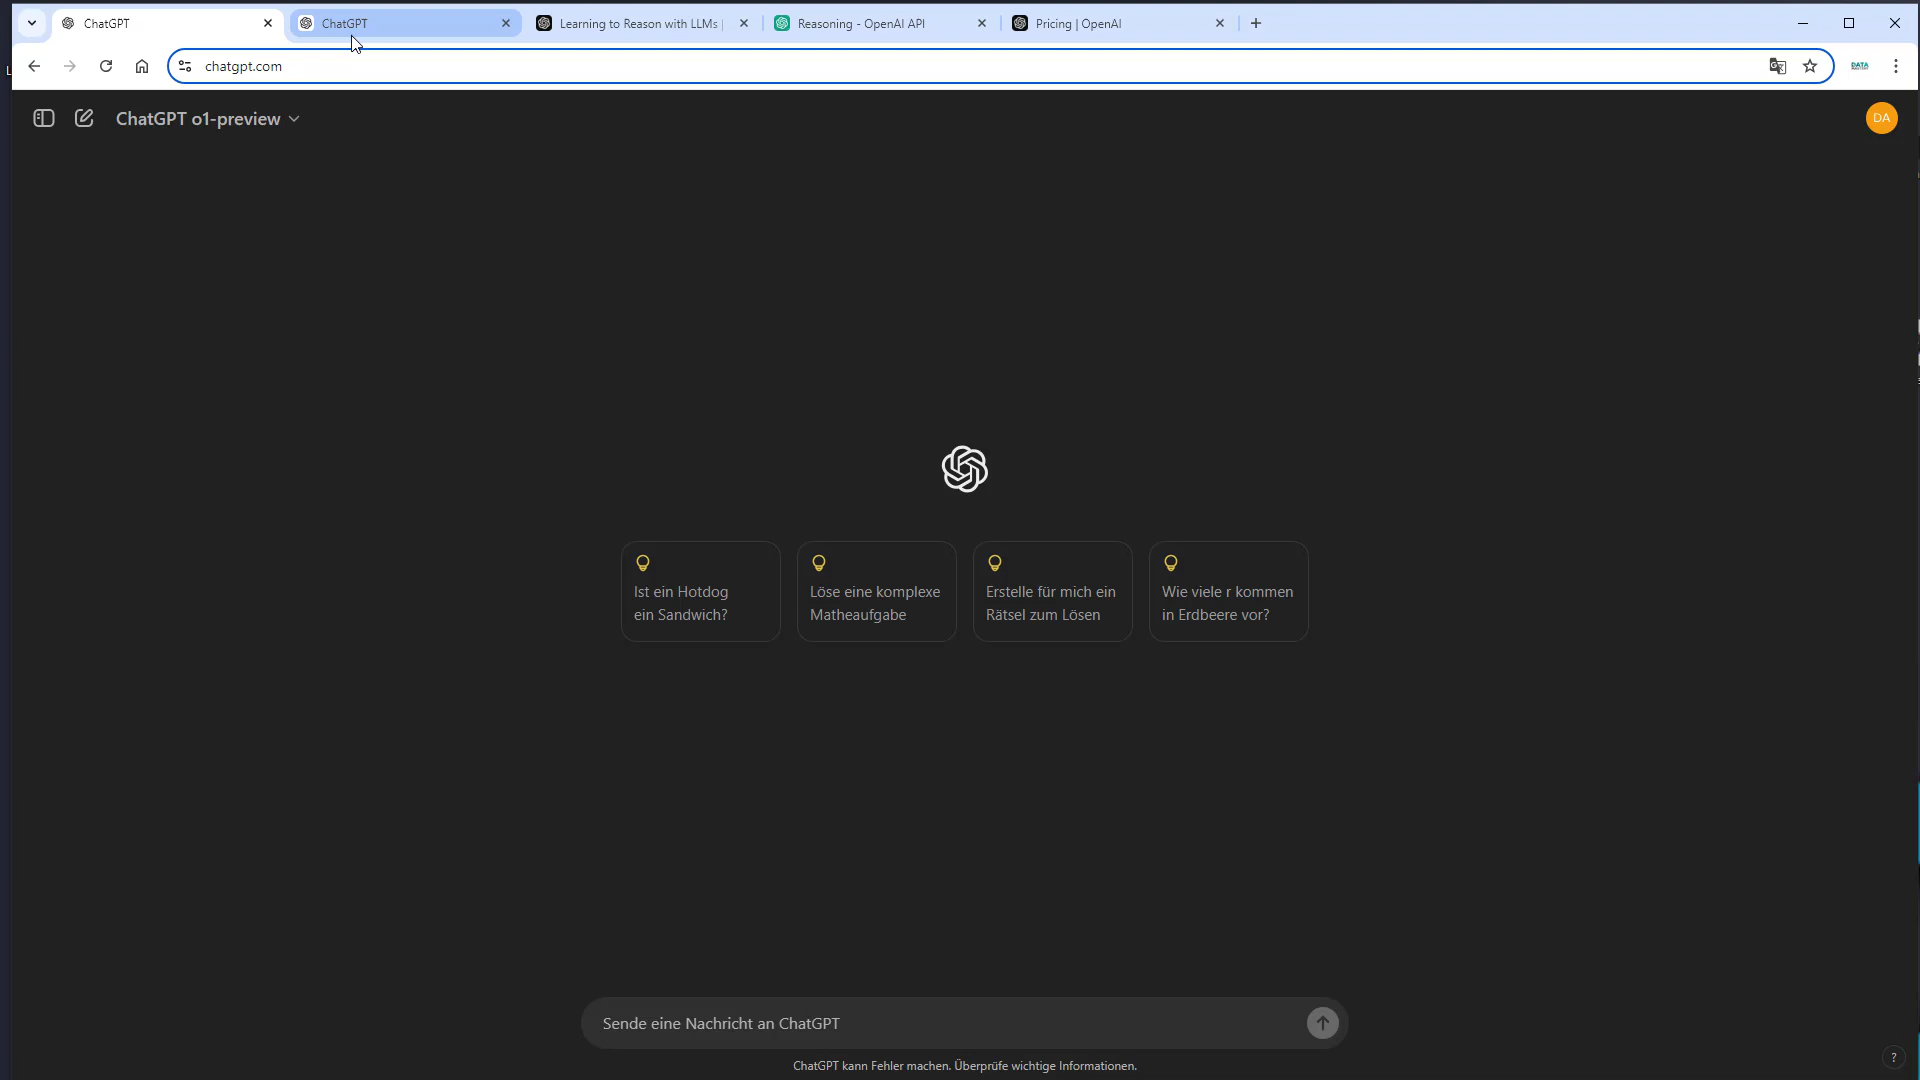 ChatGPT
ChatGPT
Learning to Reason with LLMs |
Reasoning - OpenAI API
Pricing | OpenAI
chatgpt.com
DATA
ChatGPT o1-preview
DA
Ist ein Hotdog
ein Sandwich?
Löse eine komplexe
Matheaufgabe
Erstelle für mich ein
Rätsel zum Lösen
Wie viele r kommen
in Erdbeere vor?
Sende eine Nachricht an ChatGPT
ChatGPT kann Fehler machen. Überprüfe wichtige Informationen.
?